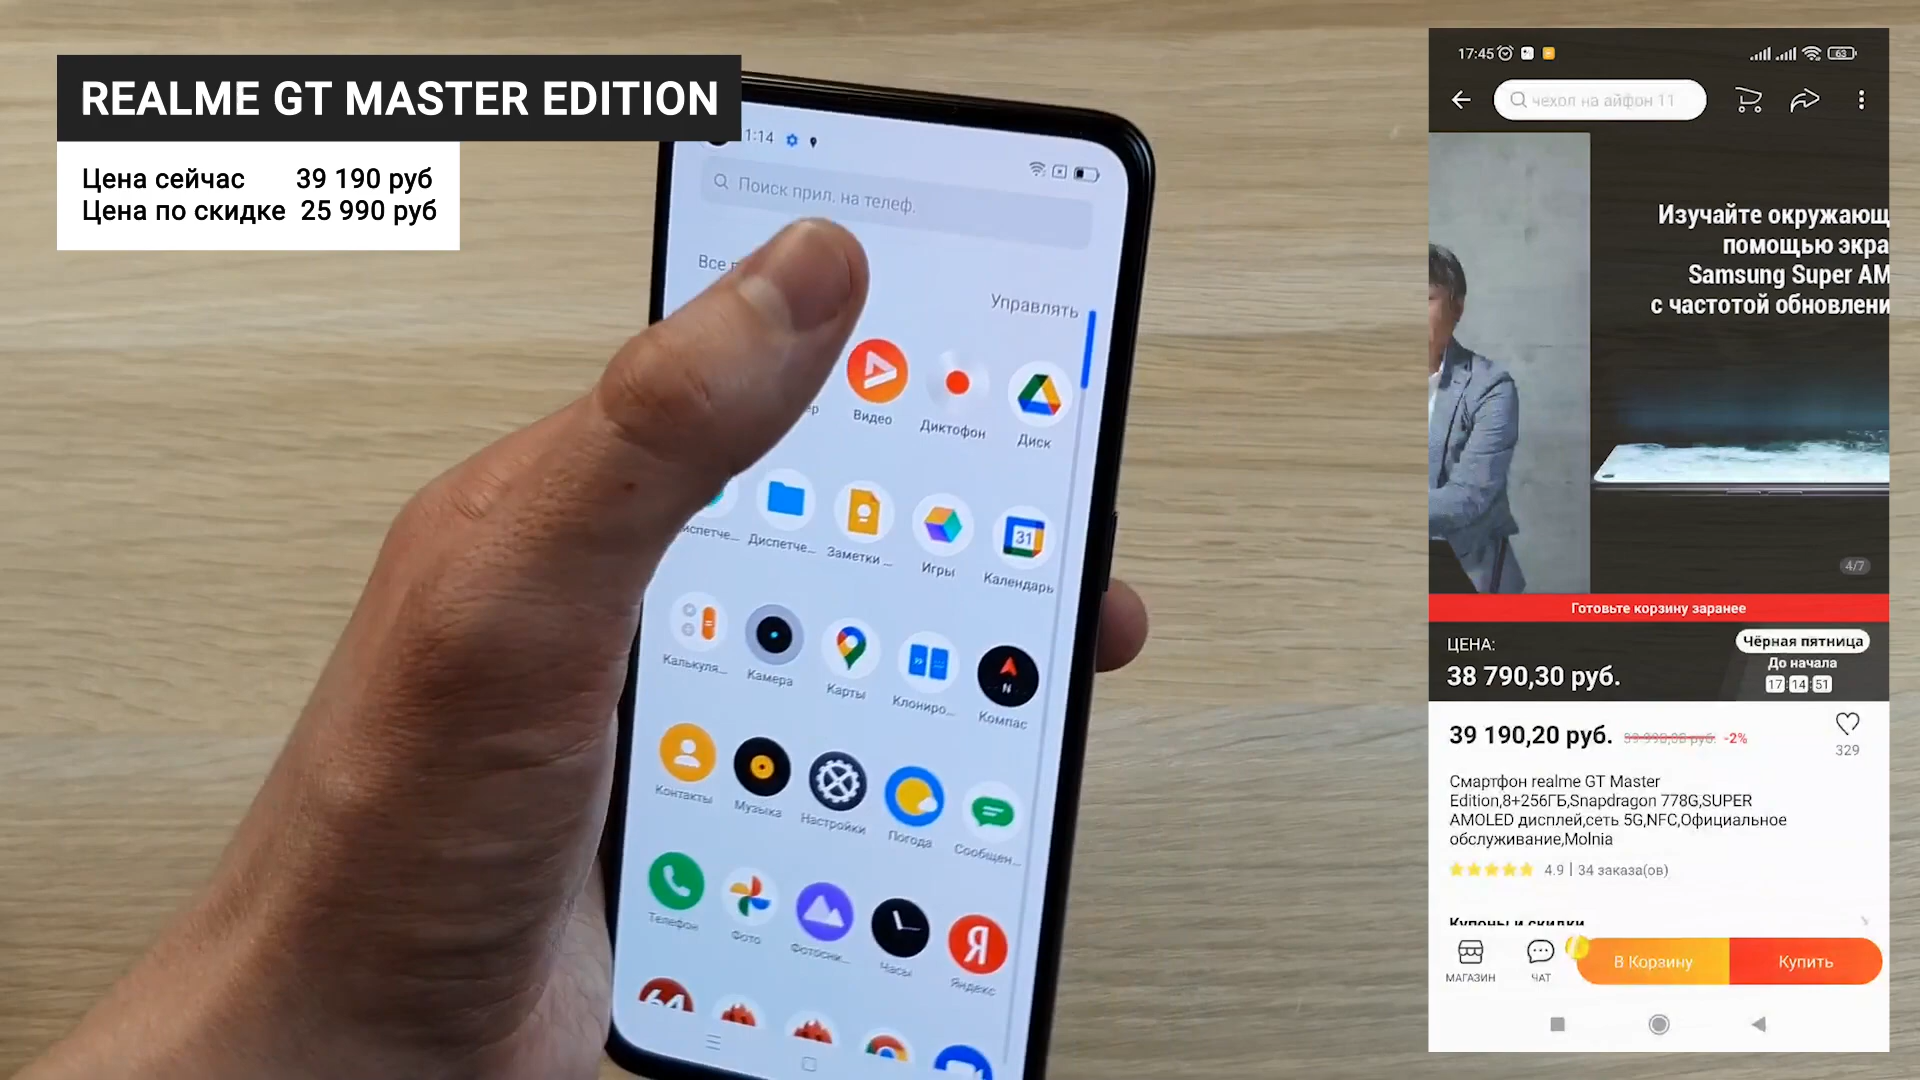 REALME GT MASTER EDITION
Цена сейчас 39 190 руб
Цена по скидке 25 990 руб
1:14
Поиск прил. на телеф.
Все
Управлять
Видео
Диктофон
Диск
Диспетче...
Заметки ...
Игры
31
Календарь
Калькуля...
Камера
Карты
Клониро...
N
Компас
Контакты
Музыка
Настройки
Погода
Сообщен...
Телефон
Фото
Фотосни...
Часы
Я
Яндекс
64
17:45
63
чехол на айфон 11
Изучайте окружающ
помощью экра
Samsung Super AM
с частотой обновлени
4/7
Готовьте корзину заранее
ЦЕНА:
38 790,30 руб.
Чёрная пятница
До начала
17:14:51
39 190,20 руб.
-2%
329
Смартфон realme GT Master
Edition,8+256ГБ,Snapdragon 778G,SUPER
AMOLED дисплей,сеть 5G,NFC,Официальное
обслуживание,Molnia
4.9 | 34 заказа(ов)
Купоны и скидки
МАГАЗИН
ЧАТ
В Корзину
Купить